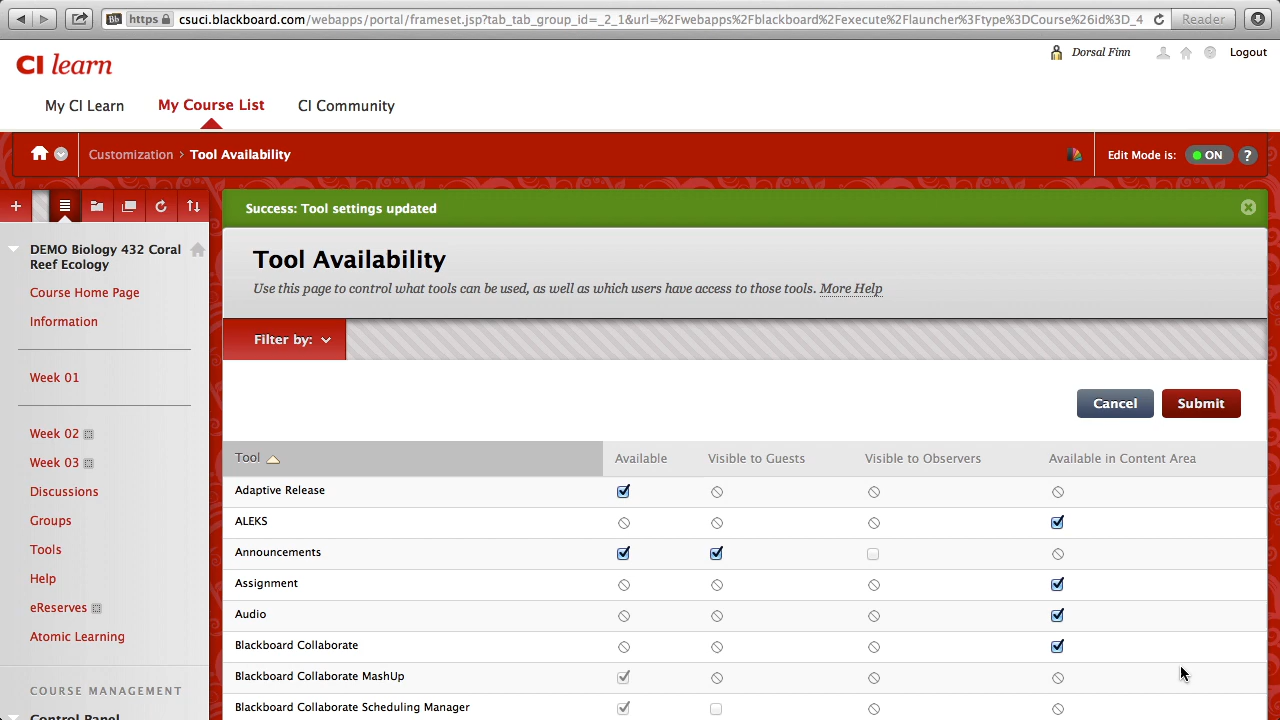 Bb https csuci.blackboard.com/webapps/portal/frameset.jsp?tab_tab_group_id=_2_1&url=%2Fwebapps%2Fblackboard%2Fexecute%2Flauncher%3Ftype%3DCourse%26id%3D_4 Reader
CI learn
Dorsal Finn Logout
My CI Learn My Course List CI Community
Customization > Tool Availability Edit Mode is: ON ?
Success: Tool settings updated
DEMO Biology 432 Coral
Reef Ecology
Course Home Page
Information
Week 01
Week 02
Week 03
Discussions
Groups
Tools
Help
eReserves
Atomic Learning
COURSE MANAGEMENT
Control Panel
Tool Availability
Use this page to control what tools can be used, as well as which users have access to those tools. More Help
Filter by:
Cancel Submit
Tool Available Visible to Guests Visible to Observers Available in Content Area
Adaptive Release
ALEKS
Announcements
Assignment
Audio
Blackboard Collaborate
Blackboard Collaborate MashUp
Blackboard Collaborate Scheduling Manager